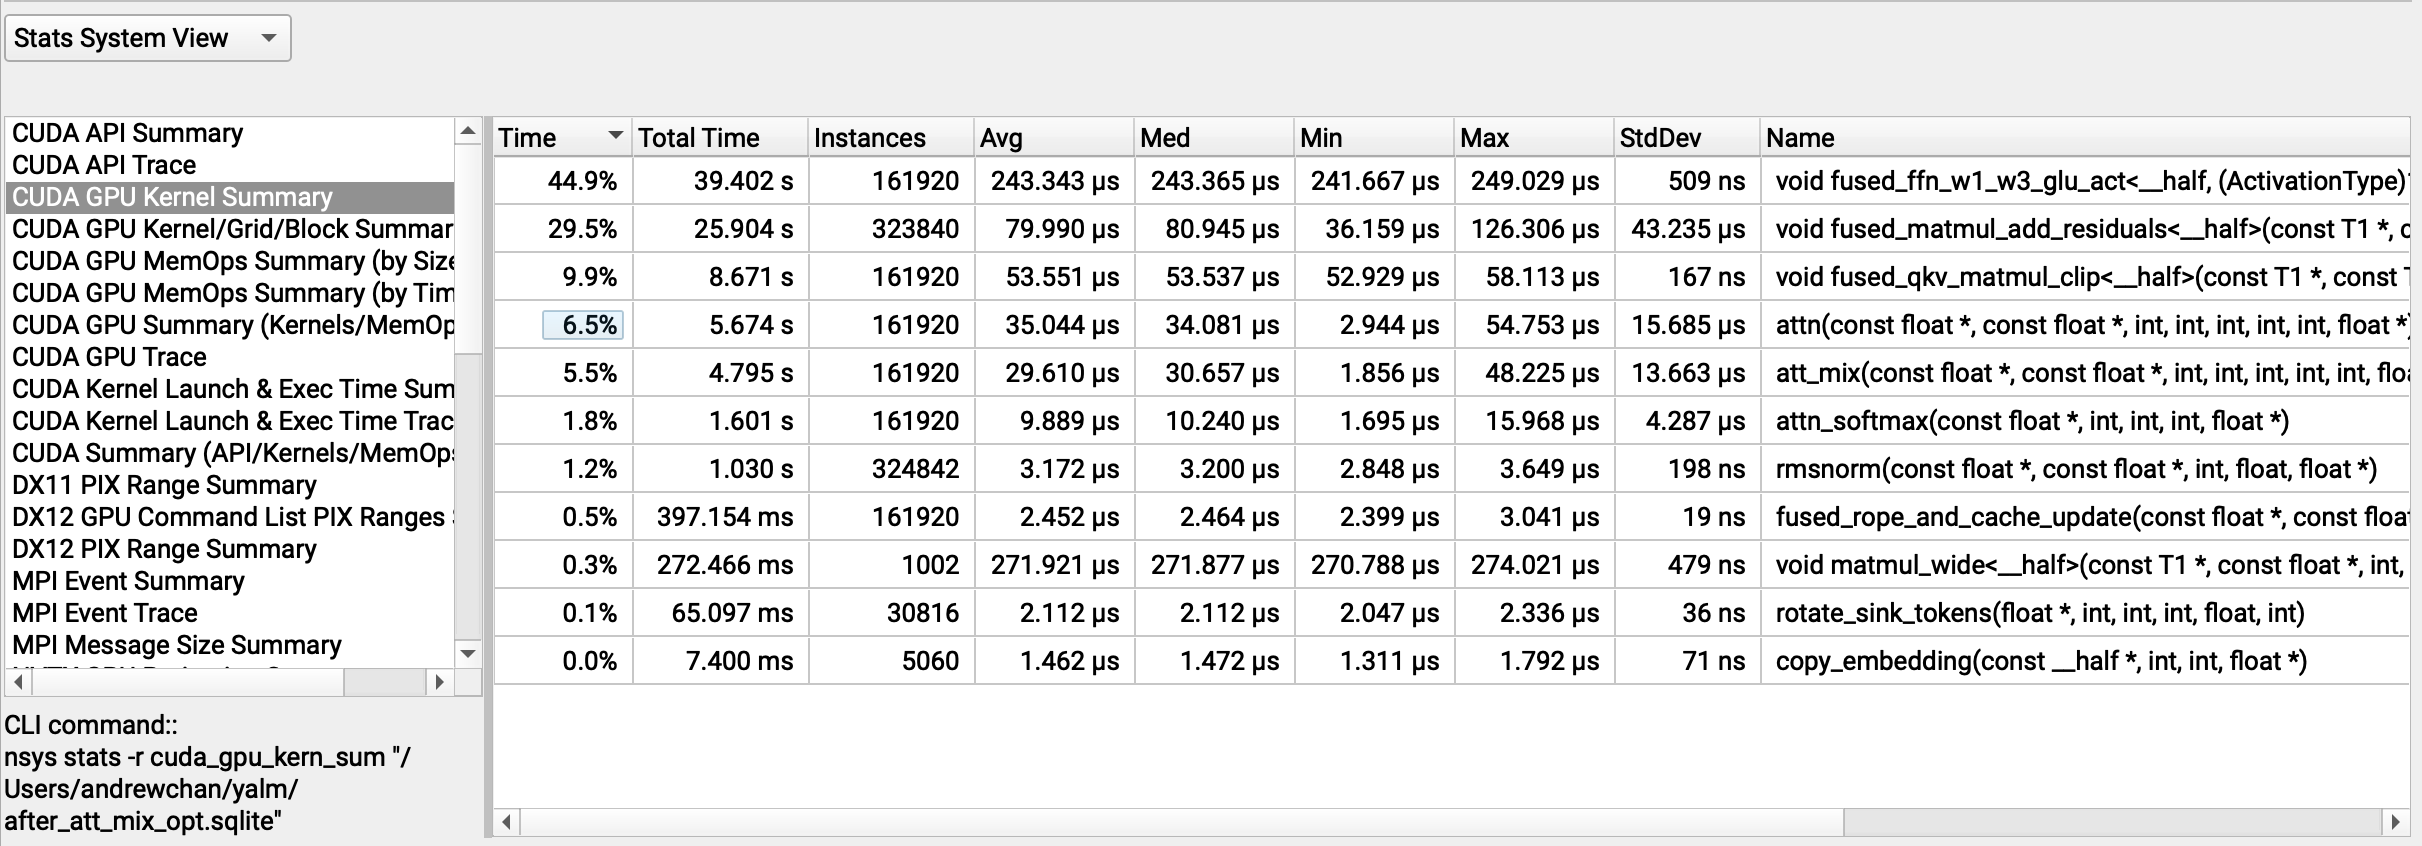 Stats System View
CUDA API Summary
CUDA API Trace
CUDA GPU Kernel Summary
CUDA GPU Kernel/Grid/Block Summar
CUDA GPU MemOps Summary (by Size
CUDA GPU MemOps Summary (by Tim
CUDA GPU Summary (Kernels/MemOp
CUDA GPU Trace
CUDA Kernel Launch & Exec Time Sum
CUDA Kernel Launch & Exec Time Trac
CUDA Summary (API/Kernels/MemOps
DX11 PIX Range Summary
DX12 GPU Command List PIX Ranges
DX12 PIX Range Summary
MPI Event Summary
MPI Event Trace
MPI Message Size Summary
CLI command::
nsys stats -r cuda_gpu_kern_sum "/
Users/andrewchan/yalm/
after_att_mix_opt.sqlite"
Time Total Time Instances Avg Med Min Max StdDev Name
44.9% 39.402 s 161920 243.343 µs 243.365 µs 241.667 µs 249.029 µs 509 ns void fused_ffn_w1_w3_glu_act<__half, (ActivationType)
29.5% 25.904 s 323840 79.990 µs 80.945 µs 36.159 µs 126.306 µs 43.235 µs void fused_matmul_add_residuals<__half>(const T1 *, c
9.9% 8.671 s 161920 53.551 µs 53.537 µs 52.929 µs 58.113 µs 167 ns void fused_qkv_matmul_clip<__half>(const T1 *, const T
6.5% 5.674 s 161920 35.044 µs 34.081 µs 2.944 µs 54.753 µs 15.685 µs attn(const float *, const float *, int, int, int, int, int, float *)
5.5% 4.795 s 161920 29.610 µs 30.657 µs 1.856 µs 48.225 µs 13.663 µs att_mix(const float *, const float *, int, int, int, int, int, floa
1.8% 1.601 s 161920 9.889 µs 10.240 µs 1.695 µs 15.968 µs 4.287 µs attn_softmax(const float *, int, int, int, float *)
1.2% 1.030 s 324842 3.172 µs 3.200 µs 2.848 µs 3.649 µs 198 ns rmsnorm(const float *, const float *, int, float, float *)
0.5% 397.154 ms 161920 2.452 µs 2.464 µs 2.399 µs 3.041 µs 19 ns fused_rope_and_cache_update(const float *, const floa
0.3% 272.466 ms 1002 271.921 µs 271.877 µs 270.788 µs 274.021 µs 479 ns void matmul_wide<__half>(const T1 *, const float *, int,
0.1% 65.097 ms 30816 2.112 µs 2.112 µs 2.047 µs 2.336 µs 36 ns rotate_sink_tokens(float *, int, int, int, float, int)
0.0% 7.400 ms 5060 1.462 µs 1.472 µs 1.311 µs 1.792 µs 71 ns copy_embedding(const __half *, int, int, float *)